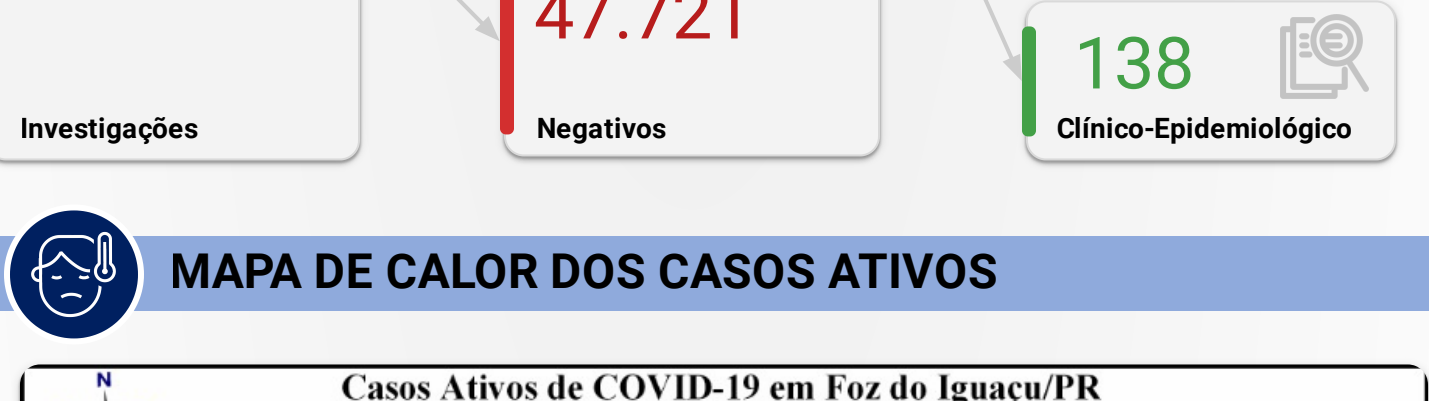 47.721
138
Investigações
Negativos
Clínico-Epidemiológico
MAPA DE CALOR DOS CASOS ATIVOS
N
Casos Ativos de COVID-19 em Foz do Iguaçu/PR